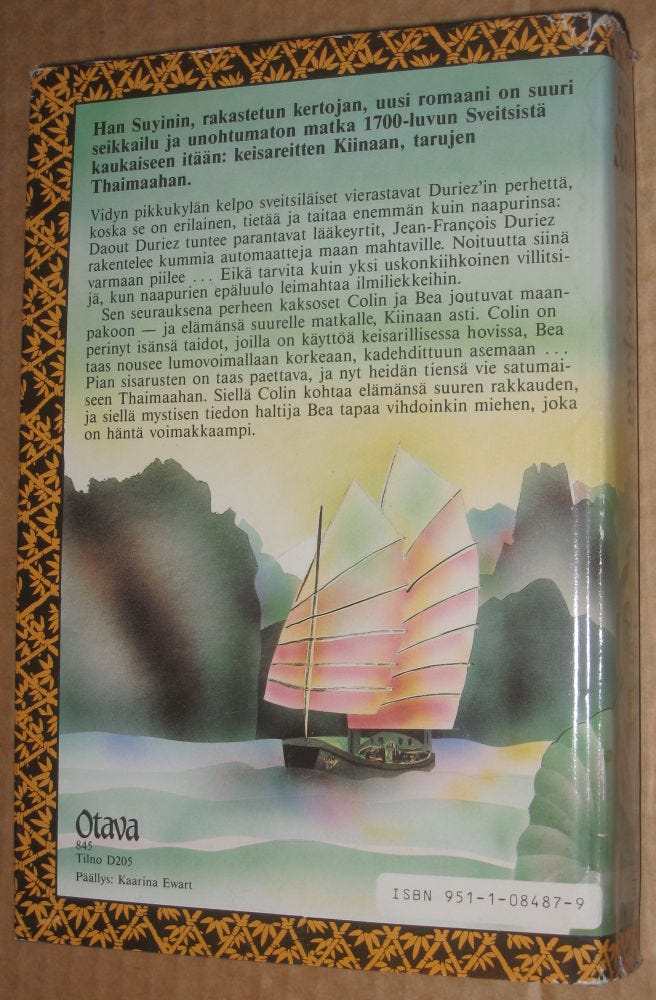 Han Suyinin, rakastetun kertojan, uusi romaani on suuri
seikkailu ja unohtumaton matka 1700-luvun Sveitsistä
kaukaiseen itään: keisareitten Kiinaan, tarujen
Thaimaahan.
Vidyn pikkukylän kelpo sveitsiläiset vierastavat Duriez'in perhettä,
koska se on erilainen, tietää ja taitaa enemmän kuin naapurinsa:
Daout Duriez tuntee parantavat lääkeyrtit, Jean-François Duriez
rakentelee kummia automaatteja maan mahtaville. Noituutta siinä
varmaan piilee ... Eikä tarvita kuin yksi uskonkiihkoinen villitsi-
jä, kun naapurien epäluulo leimahtaa ilmiliekkeihin.
Sen seurauksena perheen kaksoset Colin ja Bea joutuvat maan-
pakoon — ja elämänsä suurelle matkalle, Kiinaan asti. Colin on
perinyt isänsä taidot, joilla on käyttöä keisarillisessa hovissa, Bea
taas nousee lumovoimallaan korkeaan, kadehdittuun asemaan ...
Pian sisarusten on taas paettava, ja nyt heidän tiensä vie satumai-
seen Thaimaahan. Siellä Colin kohtaa elämänsä suuren rakkauden,
ja siellä mystisen tiedon haltija Bea tapaa vihdoinkin miehen, joka
on häntä voimakkaampi.
Otava
845
Tilno D205
Päällys: Kaarina Ewart
ISBN 951-1-08487-9